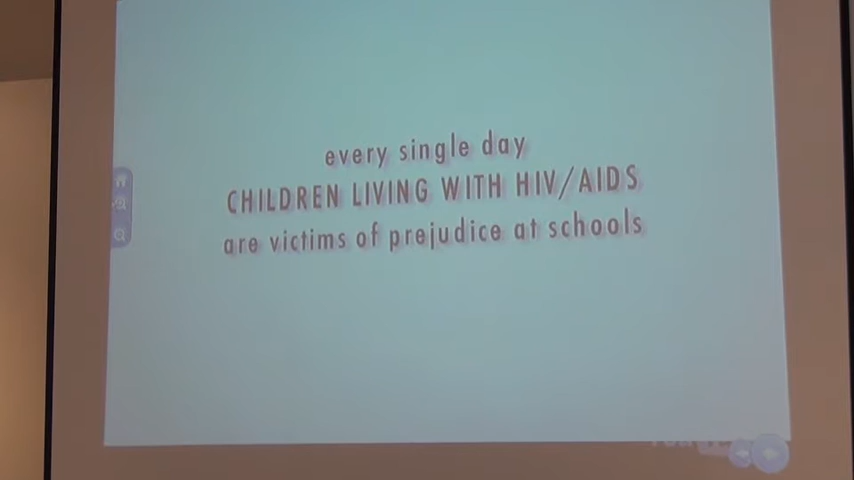 every single day
CHILDREN LIVING WITH HIV/AIDS
are victims of prejudice at schools